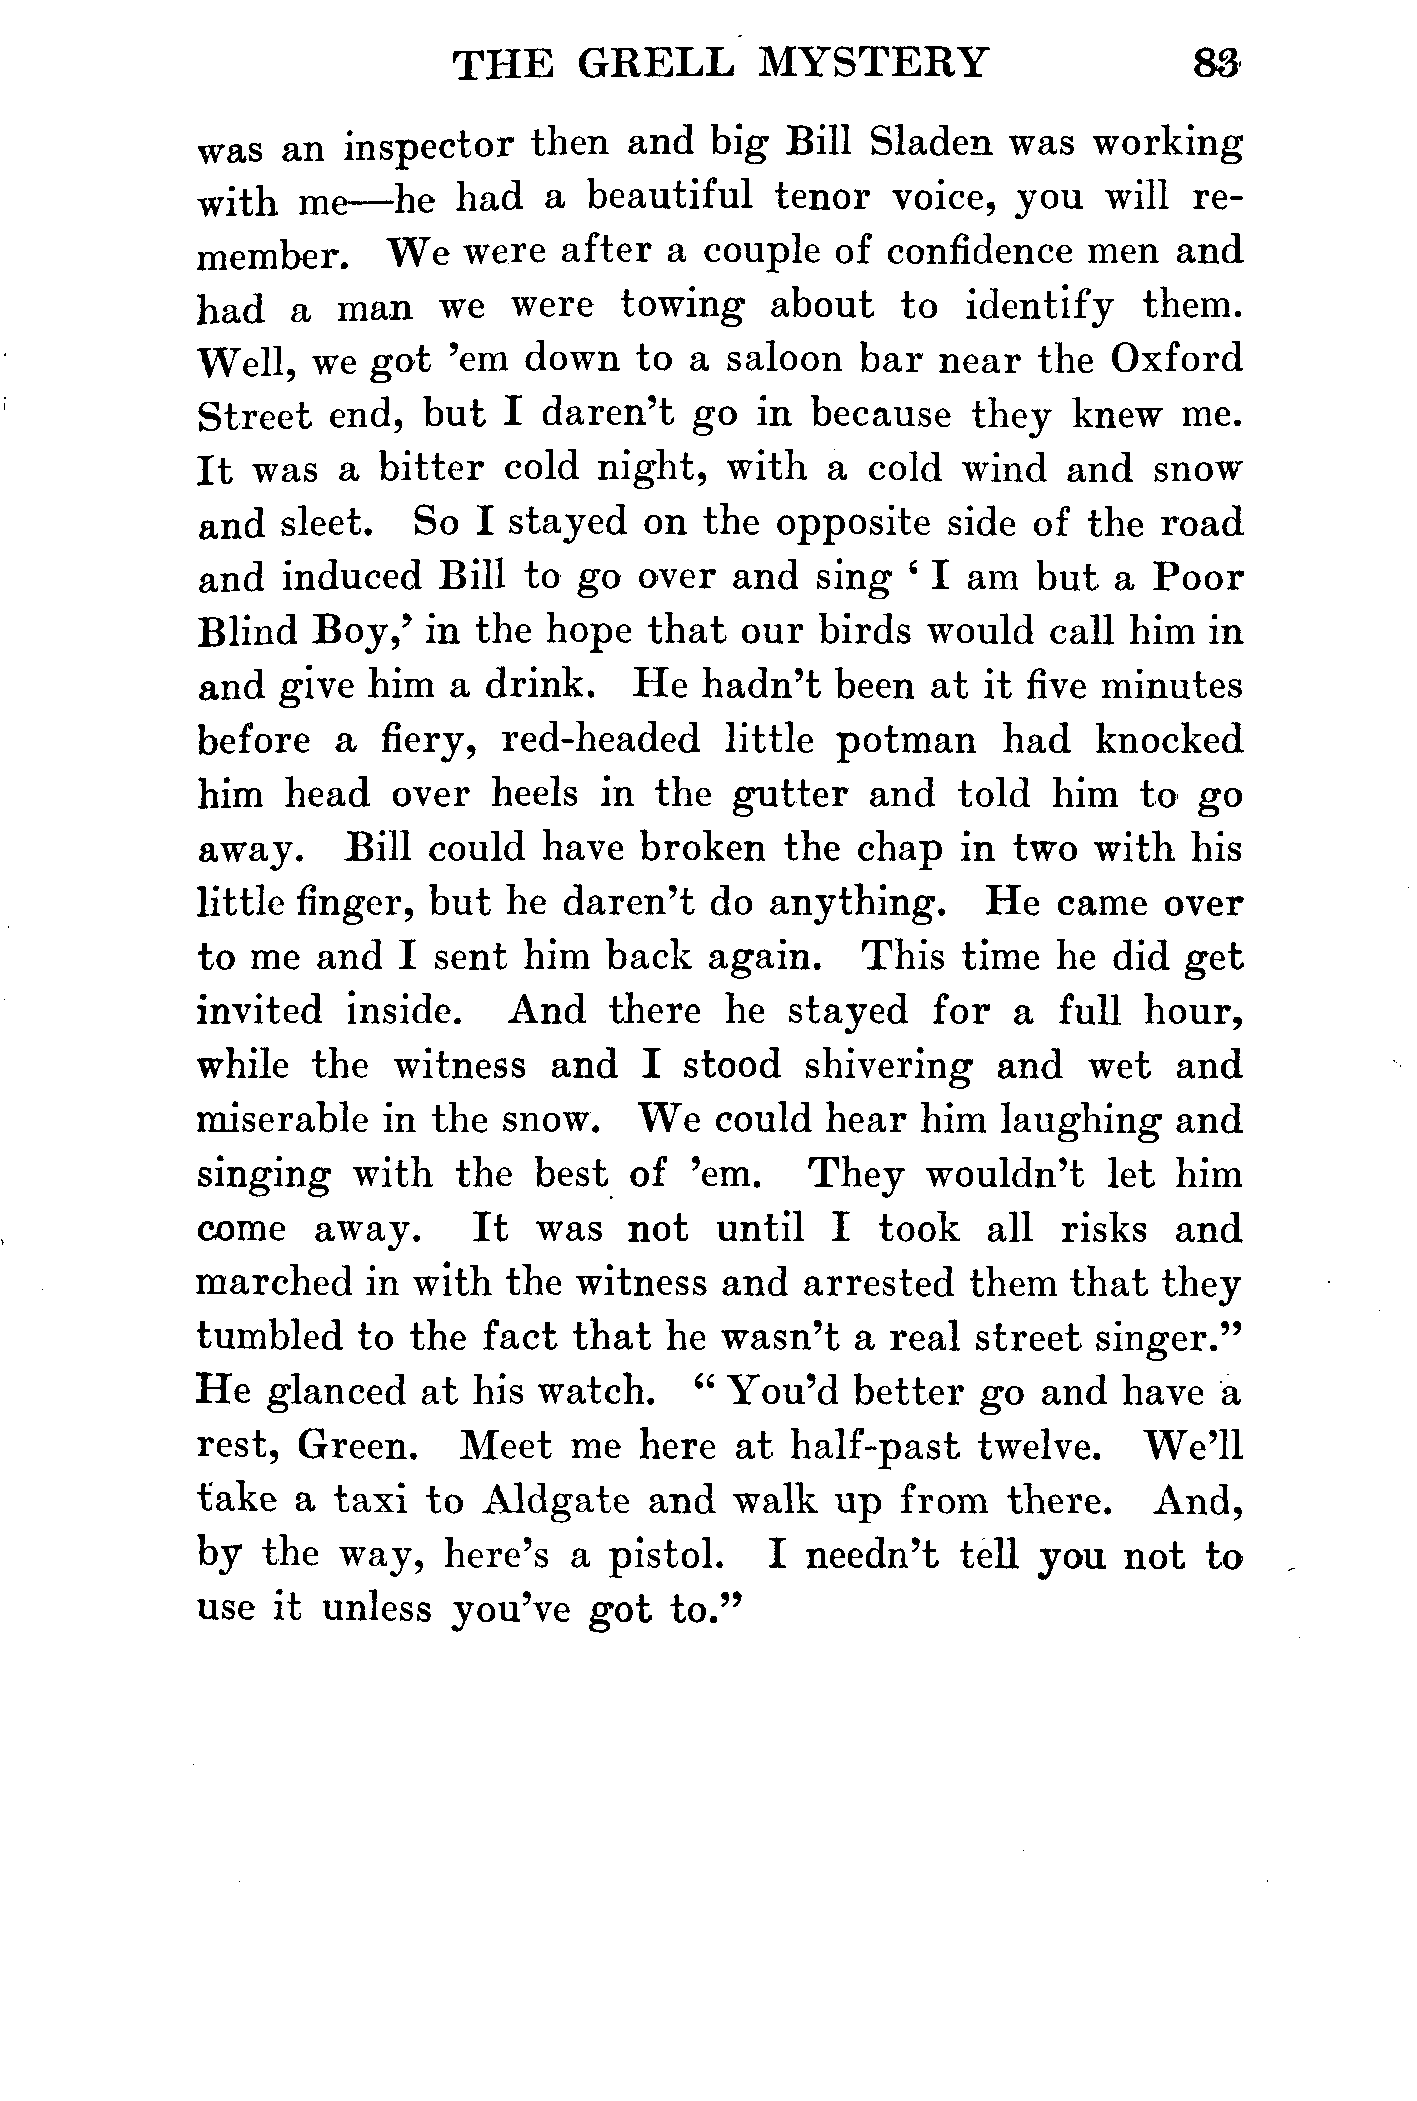 THE GRELL MYSTERY 83
was an inspector then and big Bill Sladen was working
with me—he had a beautiful tenor voice, you will re-
member. We were after a couple of confidence men and
had a man we were towing about to identify them.
Well, we got ’em down to a saloon bar near the Oxford
Street end, but I daren’t go in because they knew me.
It was a bitter cold night, with a cold wind and snow
and sleet. So I stayed on the opposite side of the road
and induced Bill to go over and sing ‘ I am but a Poor
Blind Boy,’ in the hope that our birds would call him in
and give him a drink. He hadn’t been at it five minutes
before a fiery, red-headed little potman had knocked
him head over heels in the gutter and told him to go
away. Bill could have broken the chap in two with his
little finger, but he daren’t do anything. He came over
to me and I sent him back again. This time he did get
invited inside. And there he stayed for a full hour,
while the witness and I stood shivering and wet and
miserable in the snow. We could hear him laughing and
singing with the best of ’em. They wouldn’t let him
come away. It was not until I took all risks and
marched in with the witness and arrested them that they
tumbled to the fact that he wasn’t a real street singer.”
He glanced at his watch. “ You’d better go and have a
rest, Green. Meet me here at half-past twelve. We’ll
take a taxi to Aldgate and walk up from there. And,
by the way, here’s a pistol. I needn’t tell you not to
use it unless you’ve got to.”